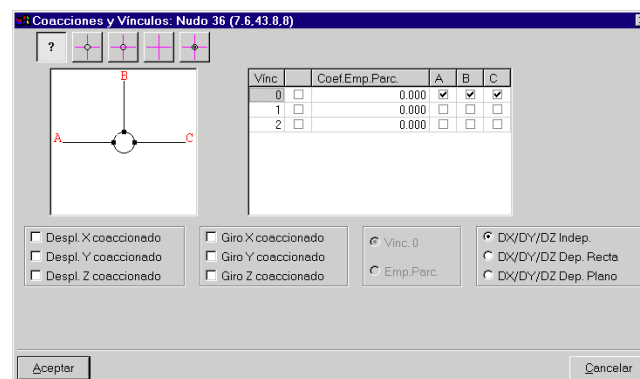 Coacciones y Vínculos: Nudo 36 (7.6,43.8,8)
?
B
A C
Vínc Coef.Emp.Parc. A B C
0 0.000
1 0.000
2 0.000
Despl. X coaccionado
Despl. Y coaccionado
Despl. Z coaccionado
Giro X coaccionado
Giro Y coaccionado
Giro Z coaccionado
Vínc. 0
Emp.Parc.
DX/DY/DZ Indep.
DX/DY/DZ Dep. Recta
DX/DY/DZ Dep. Plano
Aceptar
Cancelar